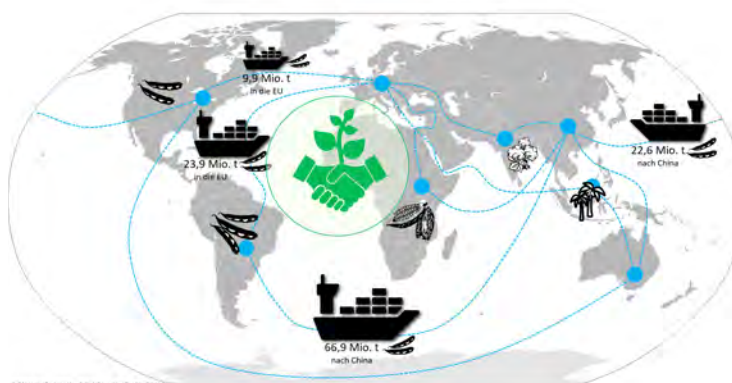 9,9 Mio. t
in die EU
23,9 Mio. t
in die EU
22,6 Mio. t
nach China
66,9 Mio. t
nach China